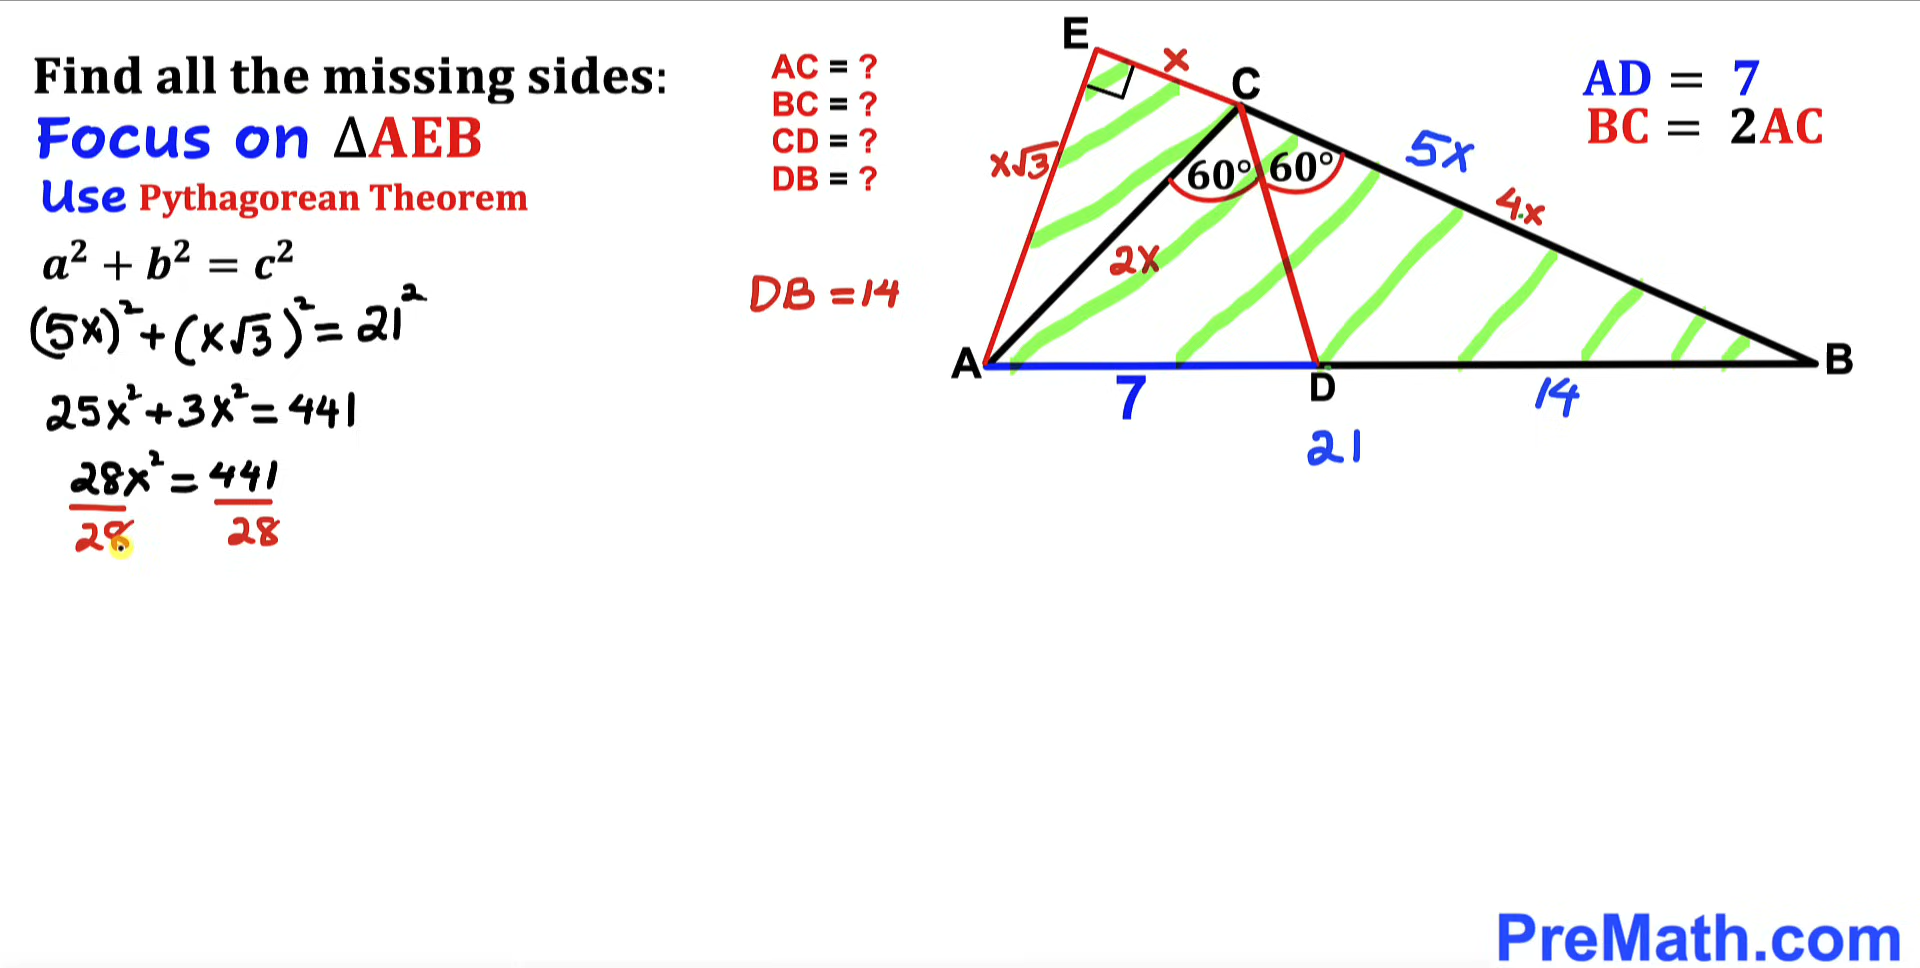 Find all the missing sides:
Focus on ΔAEB
Use Pythagorean Theorem
a² + b² = c²
(5x)² + (x√3)² = 21²
25x² + 3x² = 441
28x² = 441
28 28
AC = ?
BC = ?
CD = ?
DB = ?
DB = 14
E
x
C
x√3
60° 60°
5x
4x
2x
A
B
7
D
14
21
AD = 7
BC = 2AC
PreMath.com